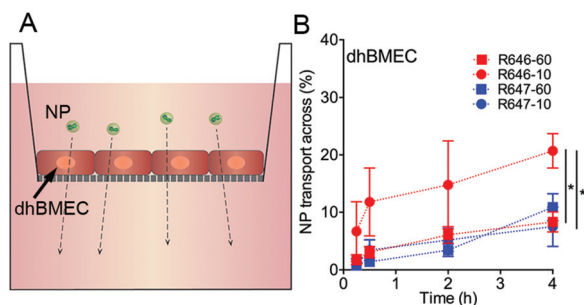 A
NP
dhBMEC
B
dhBMEC
R646-60
R646-10
R647-60
R647-10
NP transport across (%)
40
30
20
10
0
0 1 2 3 4
Time (h)
* *